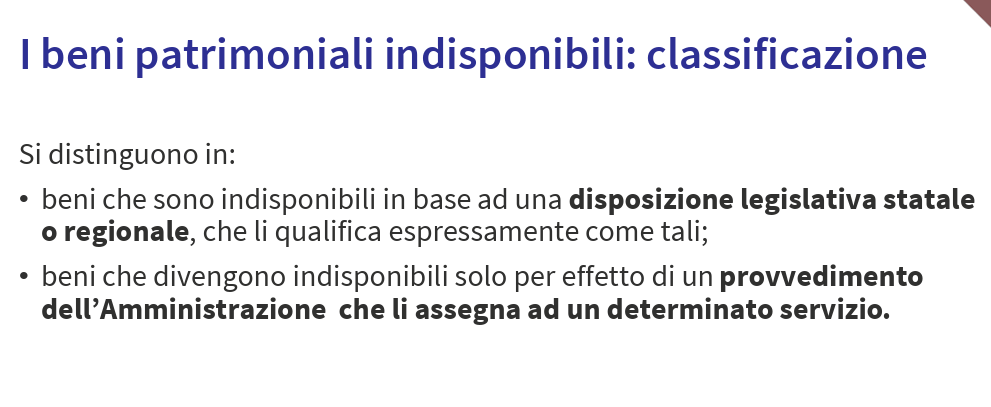 I beni patrimoniali indisponibili: classificazione
Si distinguono in:
• beni che sono indisponibili in base ad una disposizione legislativa statale
o regionale, che li qualifica espressamente come tali;
• beni che divengono indisponibili solo per effetto di un provvedimento
dell’Amministrazione  che li assegna ad un determinato servizio.